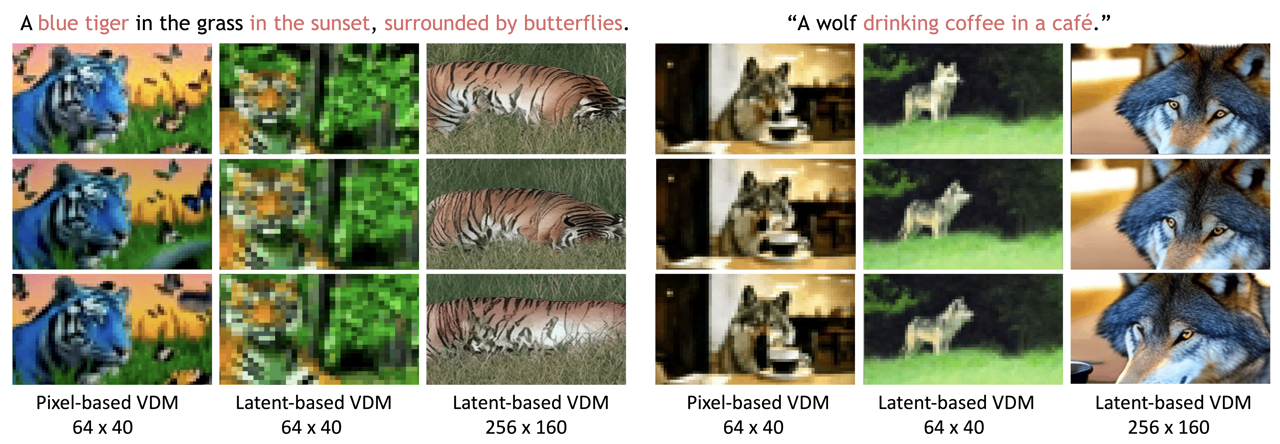 A blue tiger in the grass in the sunset, surrounded by butterflies.
“A wolf drinking coffee in a café.”
Pixel-based VDM
64 x 40
Latent-based VDM
64 x 40
Latent-based VDM
256 x 160
Pixel-based VDM
64 x 40
Latent-based VDM
64 x 40
Latent-based VDM
256 x 160